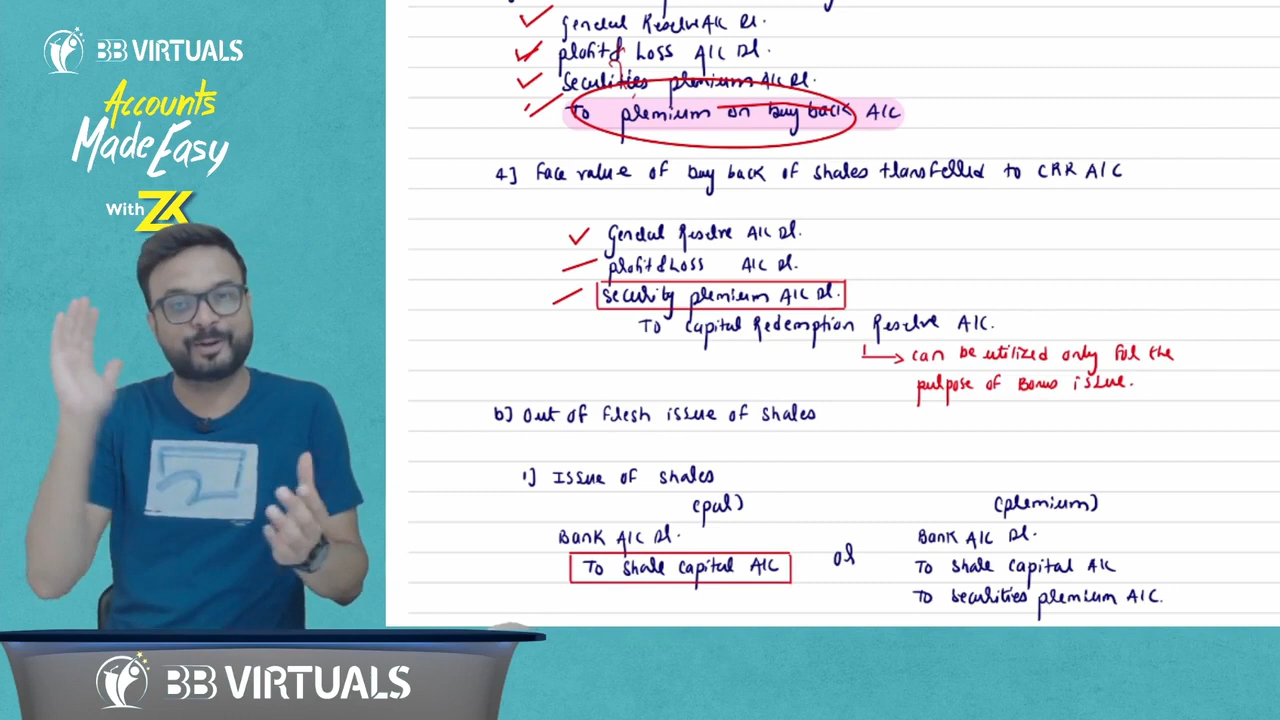 BB VIRTUALS
Accounts
Made Easy
With ZK
General Reserve A/c Dr.
profit & Loss A/c Dr.
Securities premium A/c Dr.
To premium on buy back A/c
4] Face value of buy back of shares transferred to CRR A/c
General Reserve A/c Dr.
profit & Loss A/c Dr.
Security premium A/c Dr.
To Capital Redemption Reserve A/c.
can be utilized only for the
purpose of Bonus issue.
b) Out of fresh issue of shares
1] Issue of shares
(par) (premium)
Bank A/c Dr. Bank A/c Dr.
To share capital A/c or To share capital A/c
To securities premium A/c.
BB VIRTUALS